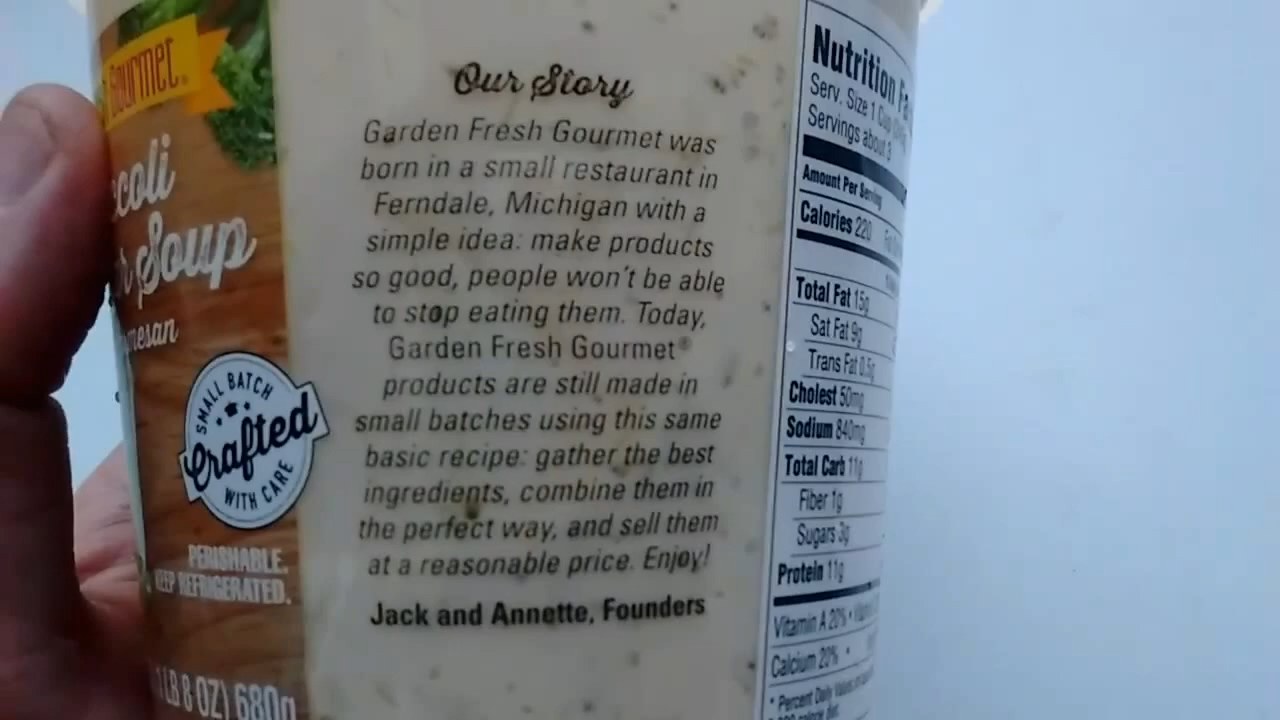 Gourmet
Soup
SMALL BATCH
Crafted
WITH CARE
PERISHABLE.
KEEP REFRIGERATED.
1 LB 8 OZ) 680g
Our Story
Garden Fresh Gourmet was
born in a small restaurant in
Ferndale, Michigan with a
simple idea: make products
so good, people won't be able
to stop eating them. Today,
Garden Fresh Gourmet®
products are still made in
small batches using this same
basic recipe: gather the best
ingredients, combine them in
the perfect way, and sell them
at a reasonable price. Enjoy!
Jack and Annette, Founders
Nutrition
Serv. Size 1 Cup
Servings about 3
Amount Per Serving
Calories 220
Total Fat 15g
Sat Fat 9g
Trans Fat 0.5g
Cholest 50mg
Sodium 840mg
Total Carb 11g
Fiber 1g
Sugars 3g
Protein 11g
Vitamin A 20% •
Calcium 20% •
* Percent Daily Values